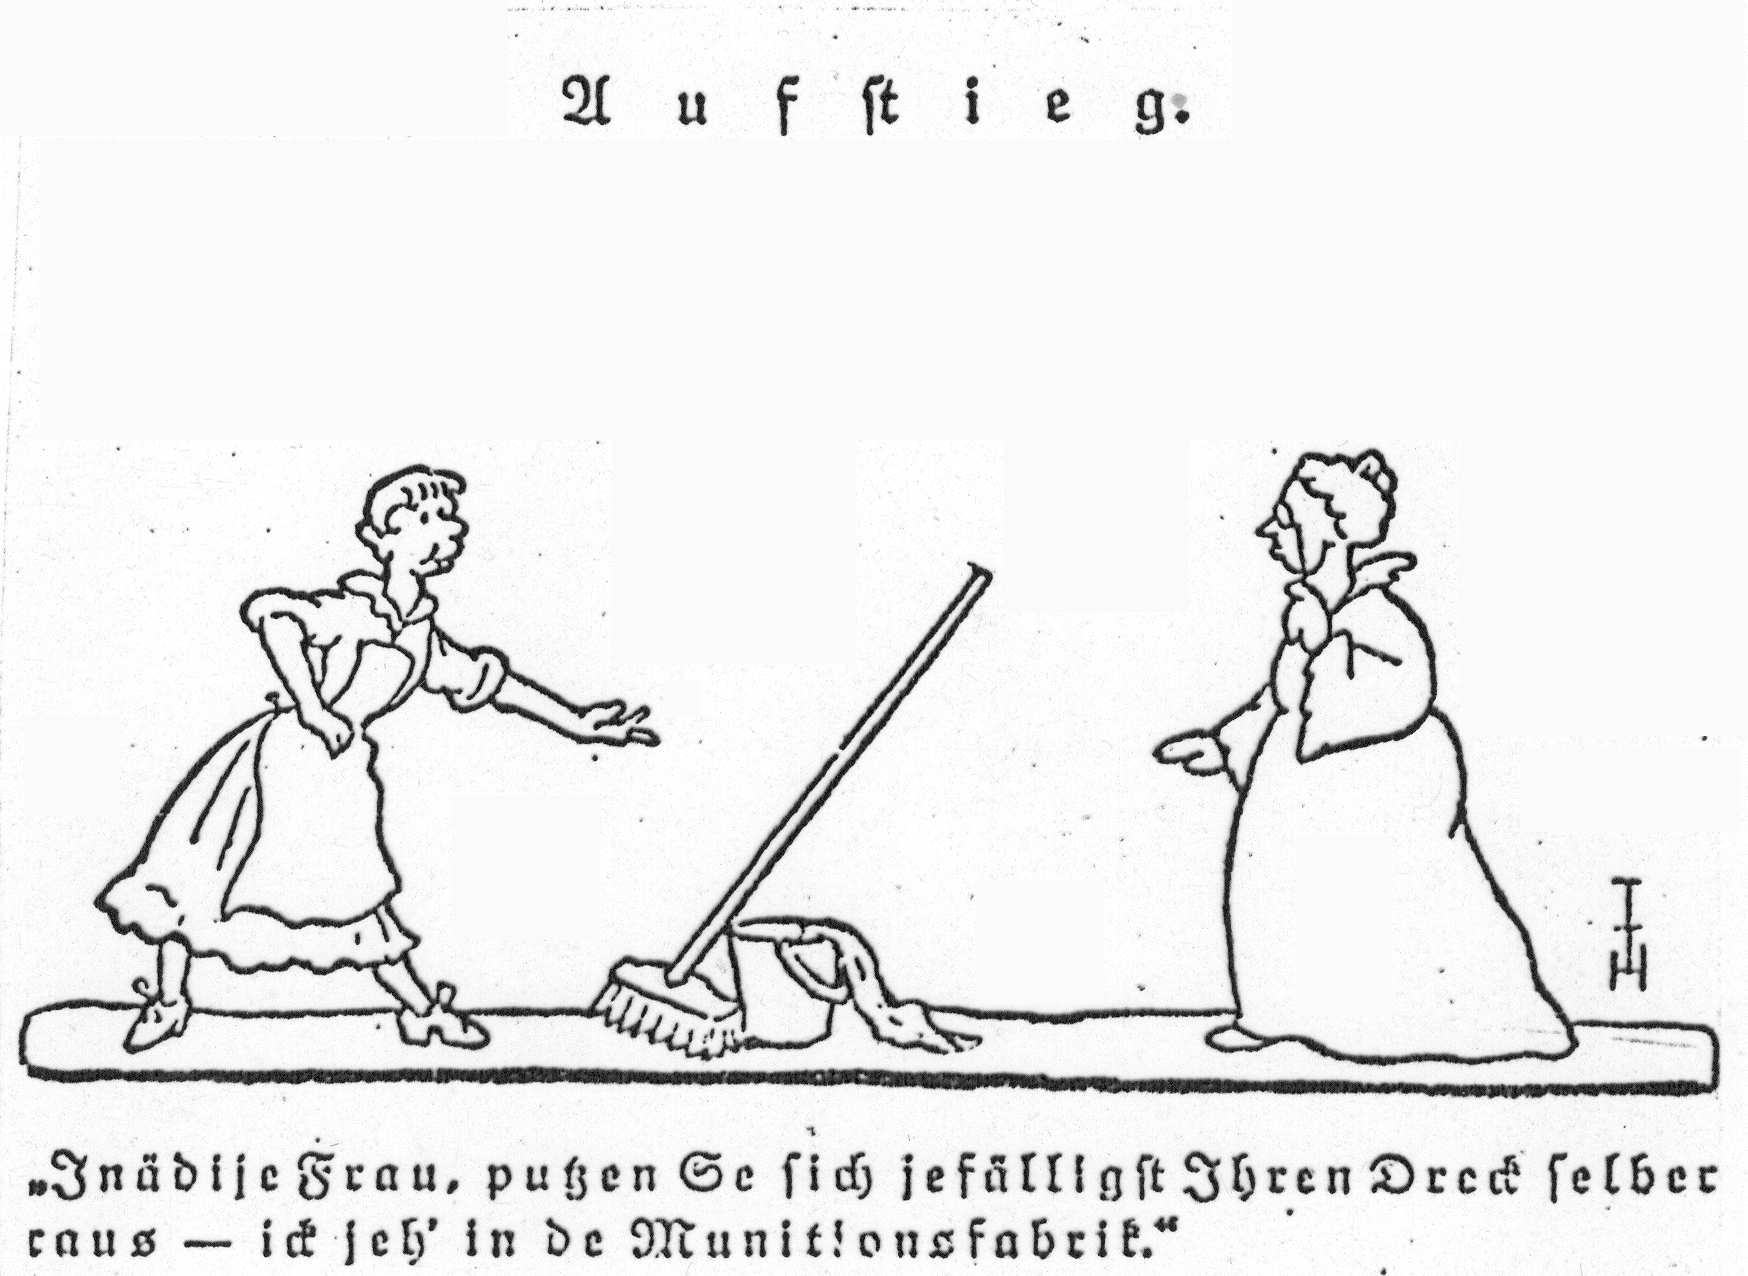 Aufstieg.
„Jnädije Frau, putzen Se sich jefälligst Ihren Dreck selber
raus — ick jeh' in de Munitionsfabrik.“